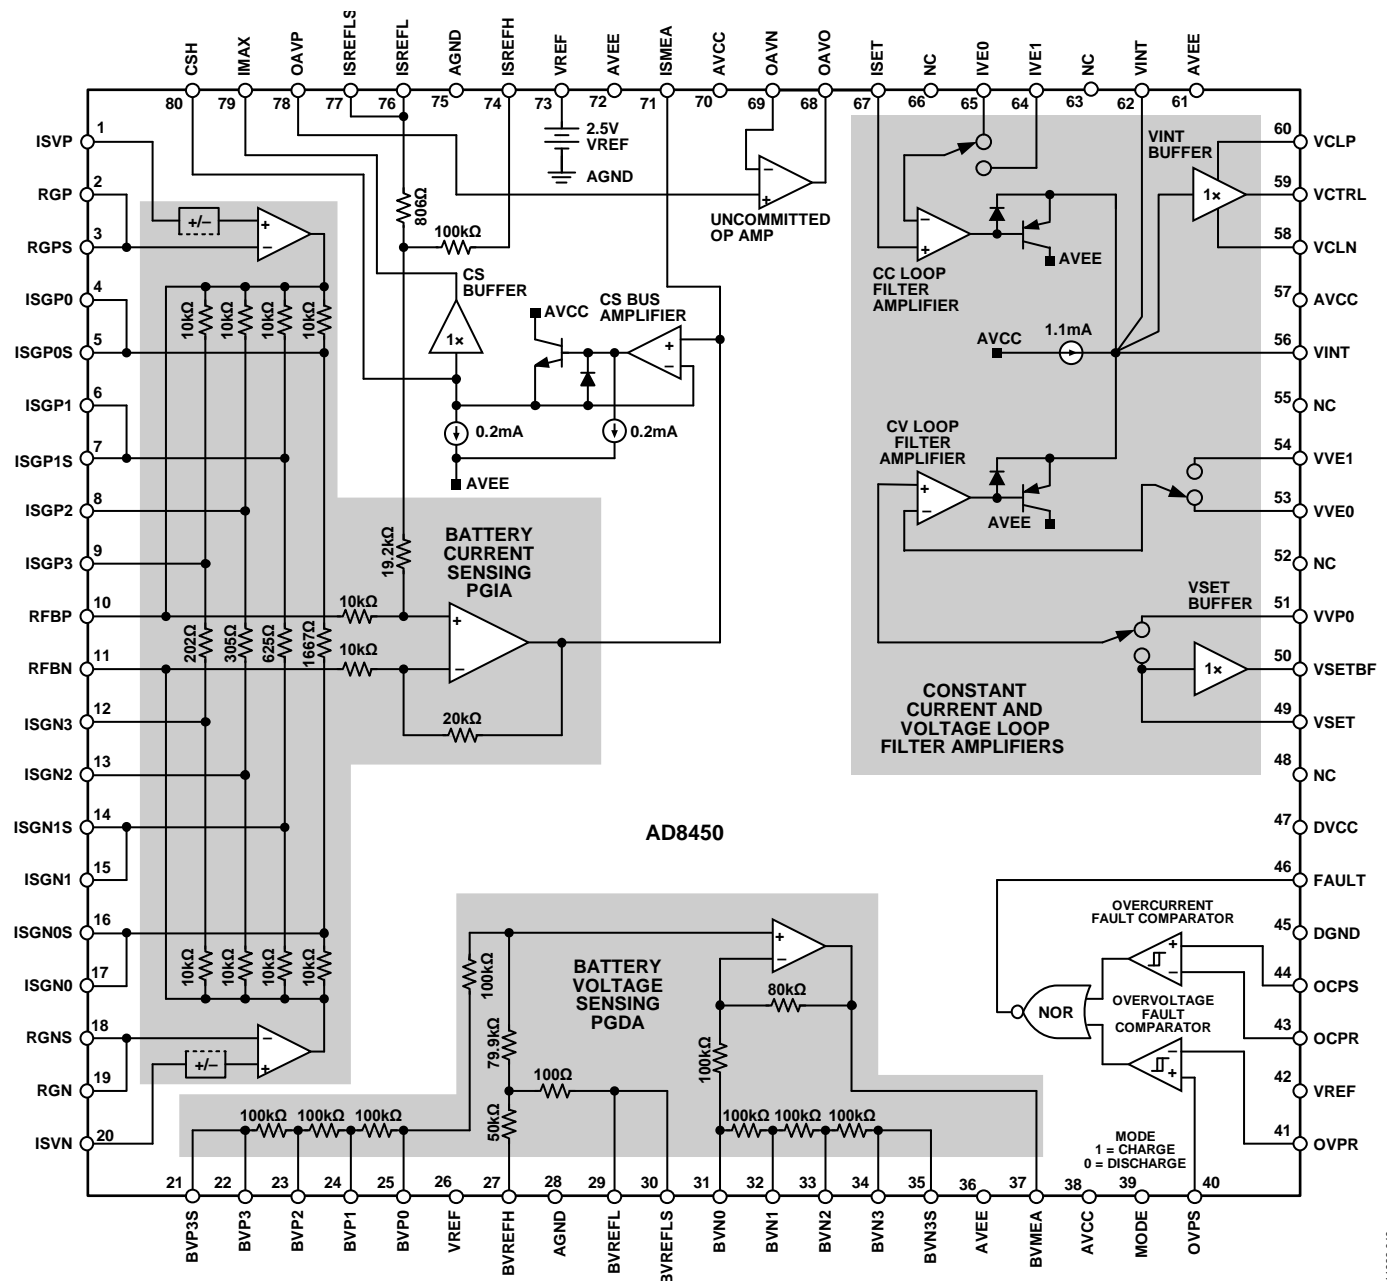 CSH
IMAX
OAVP
ISREFLS
ISREFL
AGND
ISREFH
VREF
AVEE
ISMEA
AVCC
OAVN
OAVO
ISET
NC
IVE0
IVE1
NC
VINT
AVEE
80
79
78
77
76
75
74
73
72
71
70
69
68
67
66
65
64
63
62
61
ISVP
1
RGP
2
RGPS
3
ISGP0
4
ISGP0S
5
ISGP1
6
ISGP1S
7
ISGP2
8
ISGP3
9
RFBP
10
RFBN
11
ISGN3
12
ISGN2
13
ISGN1S
14
ISGN1
15
ISGN0S
16
ISGN0
17
RGNS
18
RGN
19
ISVN
20
+/−
+
−
10kΩ
10kΩ
10kΩ
10kΩ
202Ω
305Ω
625Ω
1667Ω
10kΩ
10kΩ
10kΩ
10kΩ
+/−
−
+
2.5V
VREF
AGND
806Ω
100kΩ
CS
BUFFER
1×
AVCC
CS BUS
AMPLIFIER
+
−
0.2mA
0.2mA
AVEE
−
+
UNCOMMITTED
OP AMP
BATTERY
CURRENT
SENSING
PGIA
19.2kΩ
10kΩ
10kΩ
+
−
20kΩ
VINT
BUFFER
1×
−
+
AVEE
CC LOOP
FILTER
AMPLIFIER
AVCC
1.1mA
CV LOOP
FILTER
AMPLIFIER
+
−
AVEE
VSET
BUFFER
1×
CONSTANT
CURRENT AND
VOLTAGE LOOP
FILTER AMPLIFIERS
AD8450
BATTERY
VOLTAGE
SENSING
PGDA
100kΩ
79.9kΩ
50kΩ
100Ω
100kΩ
80kΩ
+
−
100kΩ
100kΩ
100kΩ
100kΩ
100kΩ
100kΩ
OVERCURRENT
FAULT COMPARATOR
+
−
NOR
OVERVOLTAGE
FAULT
COMPARATOR
−
+
MODE
1 = CHARGE
0 = DISCHARGE
60
VCLP
59
VCTRL
58
VCLN
57
AVCC
56
VINT
55
NC
54
VVE1
53
VVE0
52
NC
51
VVP0
50
VSETBF
49
VSET
48
NC
47
DVCC
46
FAULT
45
DGND
44
OCPS
43
OCPR
42
VREF
41
OVPR
21
22
23
24
25
26
27
28
29
30
31
32
33
34
35
36
37
38
39
40
BVP3S
BVP3
BVP2
BVP1
BVP0
VREF
BVREFH
AGND
BVREFL
BVREFLS
BVN0
BVN1
BVN2
BVN3
BVN3S
AVEE
BVMEA
AVCC
MODE
OVPS